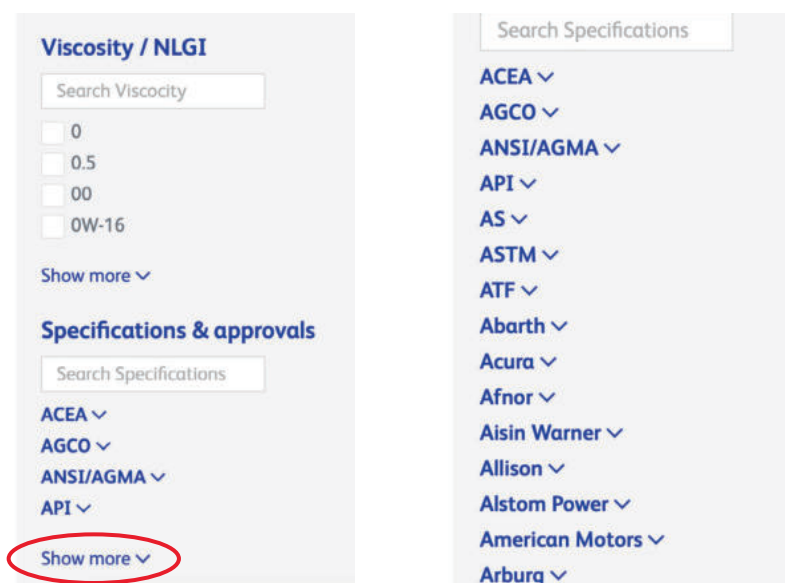 Viscosity / NLGI
Search Viscocity
0
0.5
00
0W-16
Show more
Specifications & approvals
Search Specifications
ACEA
AGCO
ANSI/AGMA
API
Show more
Search Specifications
ACEA
AGCO
ANSI/AGMA
API
AS
ASTM
ATF
Abarth
Acura
Afnor
Aisin Warner
Allison
Alstom Power
American Motors
Arburg